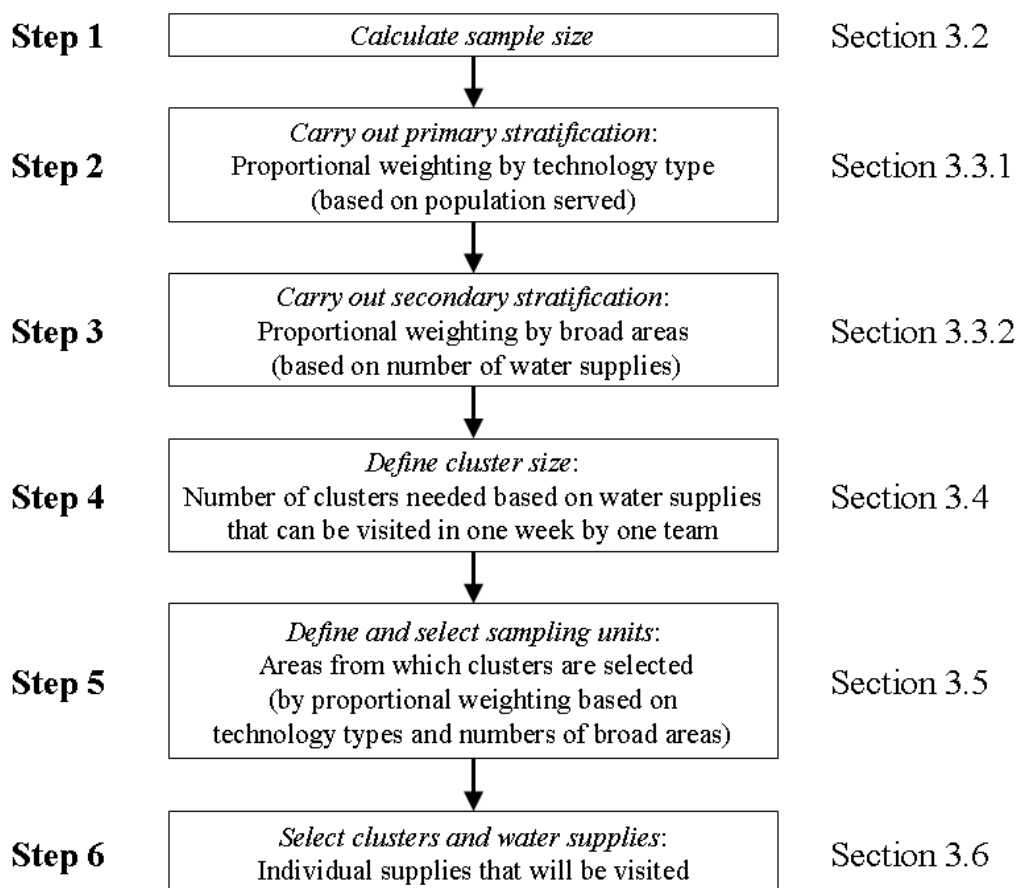 Step 1
Calculate sample size
Section 3.2
Step 2
Carry out primary stratification:
Proportional weighting by technology type
(based on population served)
Section 3.3.1
Step 3
Carry out secondary stratification:
Proportional weighting by broad areas
(based on number of water supplies)
Section 3.3.2
Step 4
Define cluster size:
Number of clusters needed based on water supplies
that can be visited in one week by one team
Section 3.4
Step 5
Define and select sampling units:
Areas from which clusters are selected
(by proportional weighting based on
technology types and numbers of broad areas)
Section 3.5
Step 6
Select clusters and water supplies:
Individual supplies that will be visited
Section 3.6